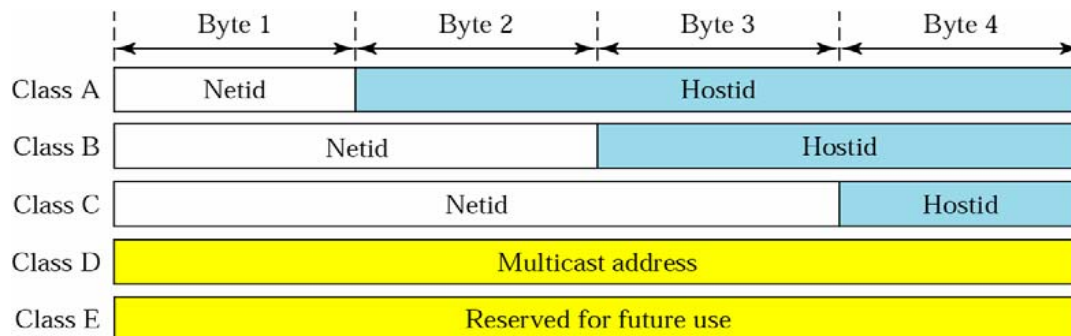 Byte 1 Byte 2 Byte 3 Byte 4
Class A Netid Hostid
Class B Netid Hostid
Class C Netid Hostid
Class D Multicast address
Class E Reserved for future use